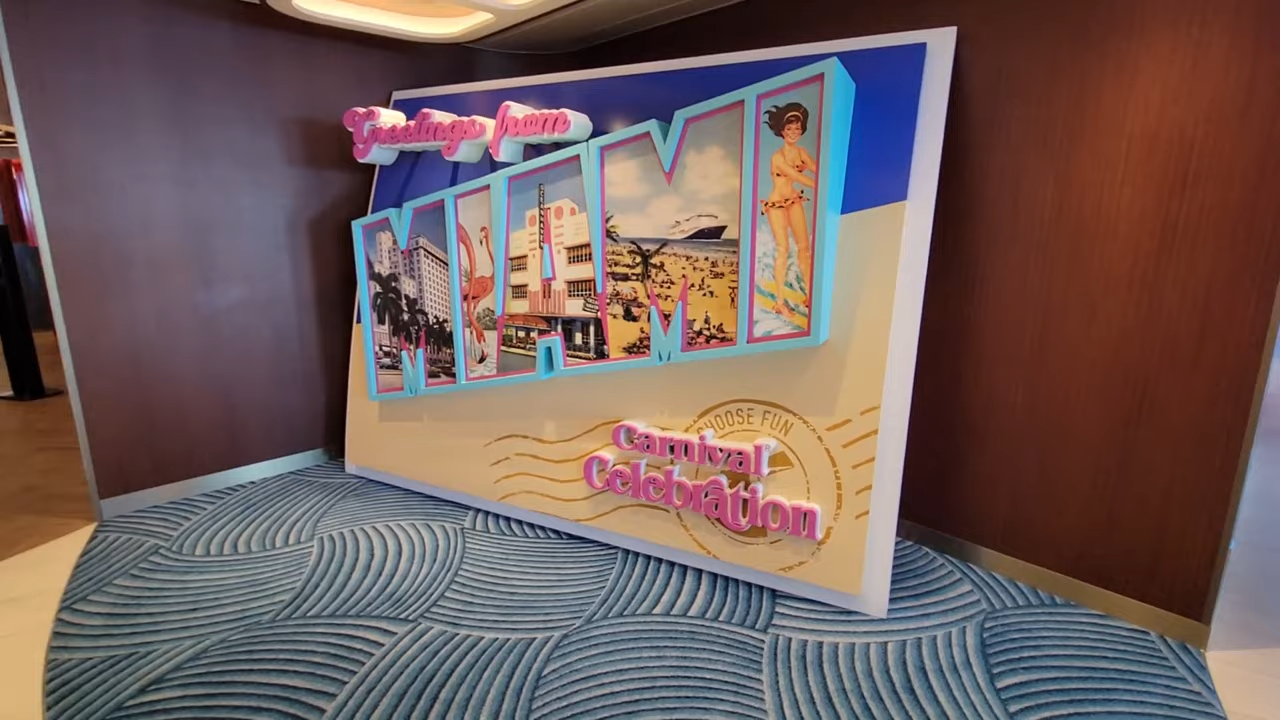 Greetings from
MIAMI
CHOOSE FUN
Carnival
Celebration